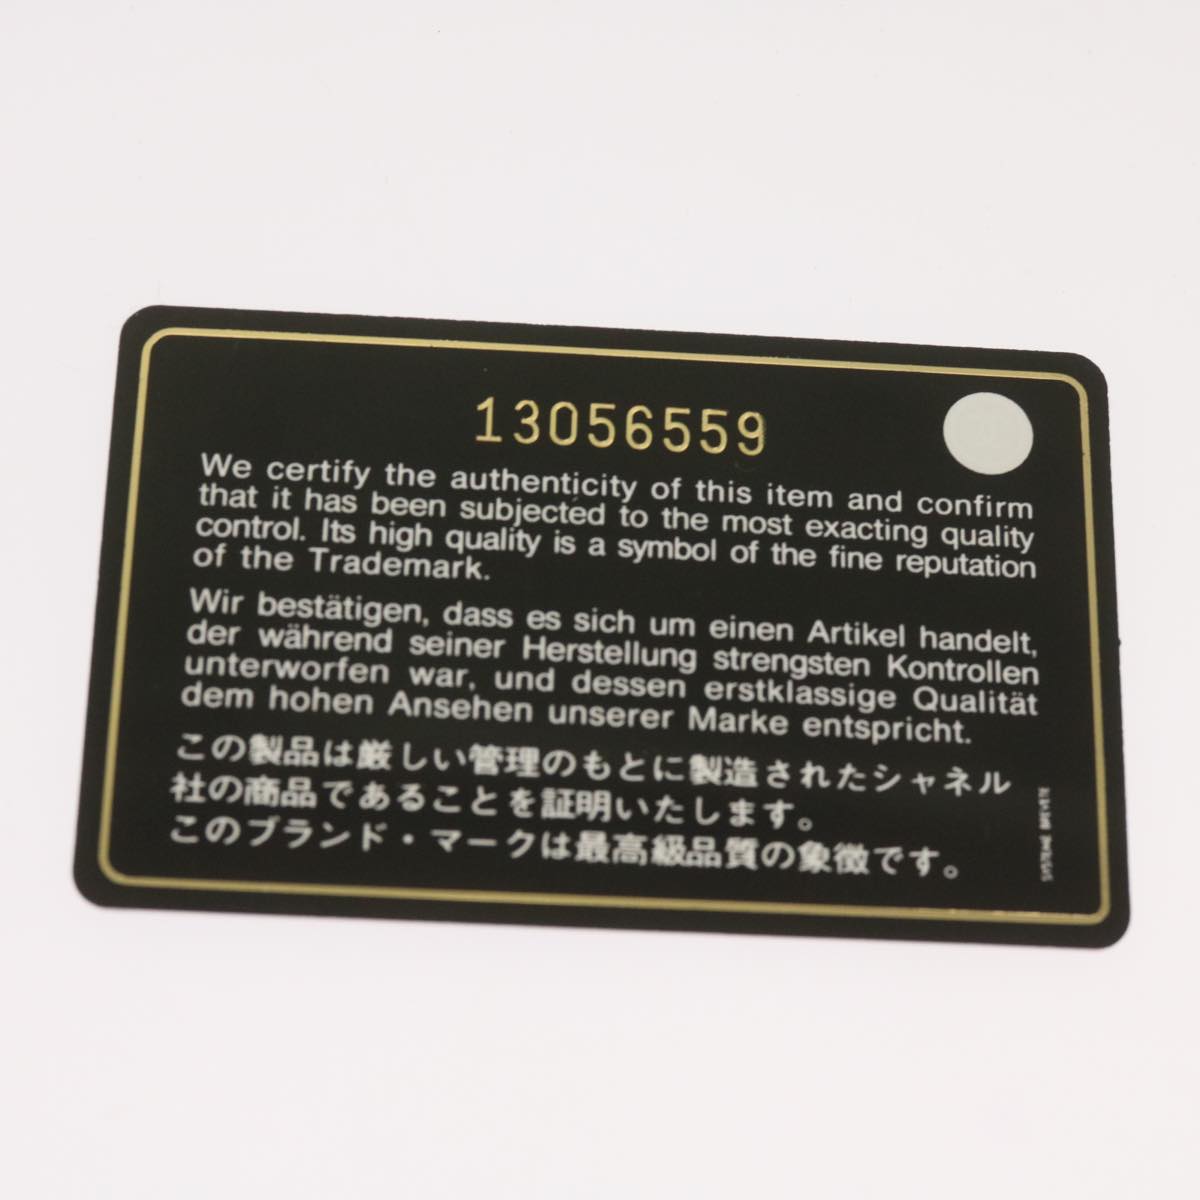 13056559
We certify the authenticity of this item and confirm
that it has been subjected to the most exacting quality
control. Its high quality is a symbol of the fine reputation
of the Trademark.
Wir bestätigen, dass es sich um einen Artikel handelt,
der während seiner Herstellung strengsten Kontrollen
unterworfen war, und dessen erstklassige Qualität
dem hohen Ansehen unserer Marke entspricht.
この製品は厳しい管理のもとに製造されたシャネル
社の商品であることを証明いたします。
このブランド・マークは最高級品質の象徴です。
SYSTEME BREVETE